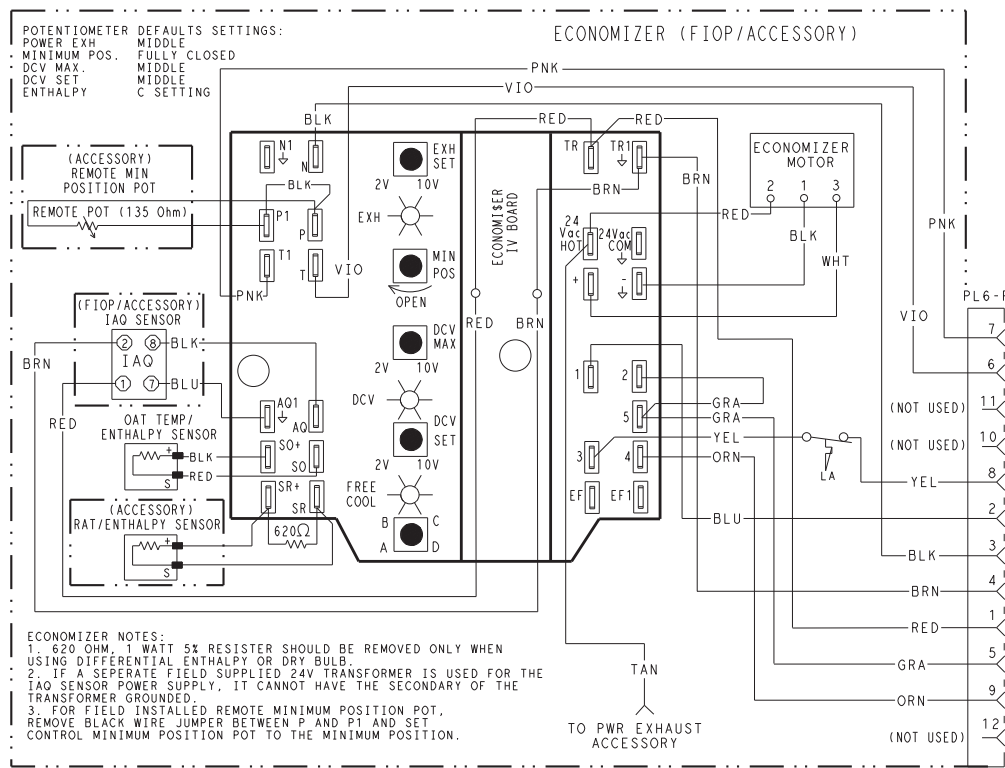 POTENTIOMETER DEFAULTS SETTINGS:
POWER EXH MIDDLE
MINIMUM POS. FULLY CLOSED
DCV MAX. MIDDLE
DCV SET MIDDLE
ENTHALPY C SETTING
ECONOMIZER (FIOP/ACCESSORY)
PNK
VIO
BLK
RED
RED
(ACCESSORY)
REMOTE MIN
POSITION POT
REMOTE POT (135 Ohm)
N1
N
BLK
P1
P
T1
T
VIO
PNK
EXH
SET
2V 10V
EXH
MIN
POS
OPEN
DCV
MAX
2V 10V
DCV
DCV
SET
2V 10V
FREE
COOL
B C
A D
ECONOMI$ER
IV BOARD
RED
BRN
TR
TR1
BRN
BRN
24
Vac
HOT
24Vac
COM
+
-
RED
BLK
WHT
ECONOMIZER
MOTOR
2 1 3
PNK
VIO
(FIOP/ACCESSORY)
IAQ SENSOR
2 8
IAQ
1 7
BLK
BLU
BRN
RED
OAT TEMP/
ENTHALPY SENSOR
+
S
BLK
RED
AQ1
AQ
SO+
SO
SR+
SR
620Ω
(ACCESSORY)
RAT/ENTHALPY SENSOR
+
S
1
2
5
3
4
EF
EF1
GRA
GRA
YEL
ORN
BLU
LA
TAN
TO PWR EXHAUST
ACCESSORY
PL6-R
7
6
(NOT USED) 11
(NOT USED) 10
YEL 8
2
BLK 3
BRN 4
RED 1
GRA 5
ORN 9
(NOT USED) 12
ECONOMIZER NOTES:
1. 620 OHM, 1 WATT 5% RESISTER SHOULD BE REMOVED ONLY WHEN
USING DIFFERENTIAL ENTHALPY OR DRY BULB.
2. IF A SEPERATE FIELD SUPPLIED 24V TRANSFORMER IS USED FOR THE
IAQ SENSOR POWER SUPPLY, IT CANNOT HAVE THE SECONDARY OF THE
TRANSFORMER GROUNDED.
3. FOR FIELD INSTALLED REMOTE MINIMUM POSITION POT,
REMOVE BLACK WIRE JUMPER BETWEEN P AND P1 AND SET
CONTROL MINIMUM POSITION POT TO THE MINIMUM POSITION.